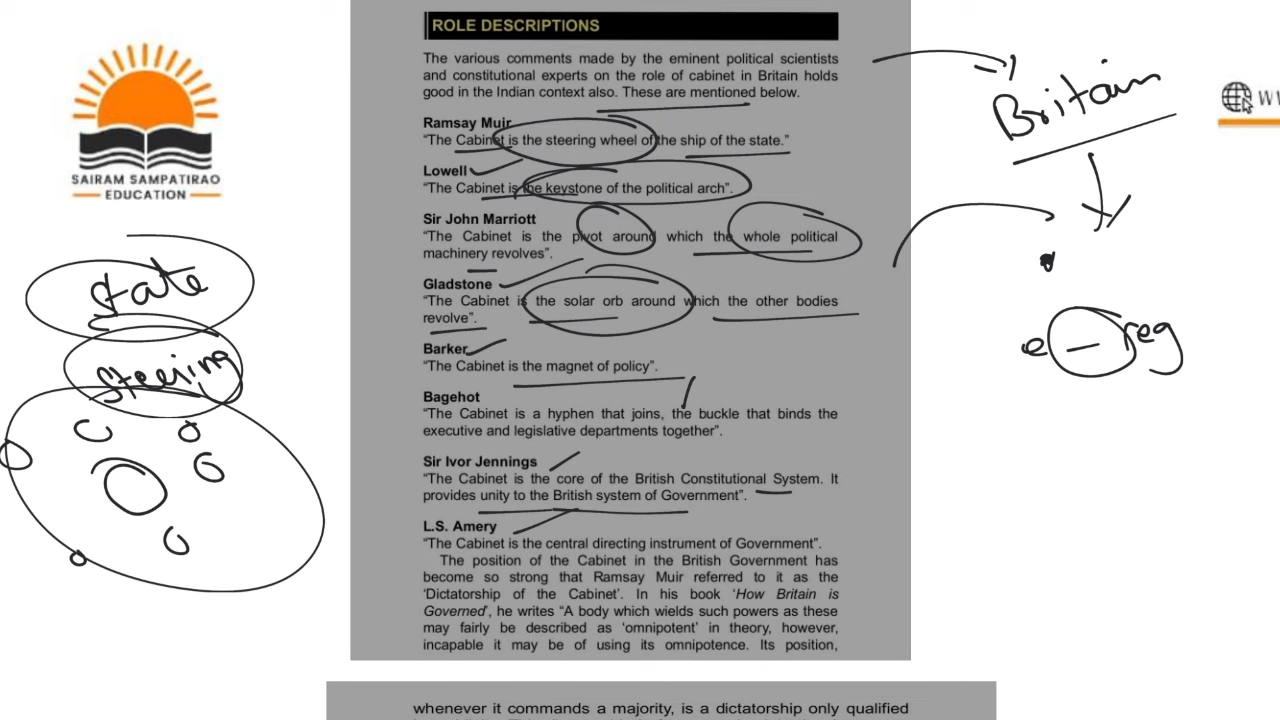 ROLE DESCRIPTIONS
The various comments made by the eminent political scientists
and constitutional experts on the role of cabinet in Britain holds
good in the Indian context also. These are mentioned below.
Ramsay Muir
“The Cabinet is the steering wheel of the ship of the state.”
Lowell
“The Cabinet is the keystone of the political arch”.
Sir John Marriott
“The Cabinet is the pivot around which the whole political
machinery revolves”.
Gladstone
“The Cabinet is the solar orb around which the other bodies
revolve”.
Barker
“The Cabinet is the magnet of policy”.
Bagehot
“The Cabinet is a hyphen that joins, the buckle that binds the
executive and legislative departments together”.
Sir Ivor Jennings
“The Cabinet is the core of the British Constitutional System. It
provides unity to the British system of Government”.
L.S. Amery
“The Cabinet is the central directing instrument of Government”.
The position of the Cabinet in the British Government has
become so strong that Ramsay Muir referred to it as the
‘Dictatorship of the Cabinet’. In his book ‘How Britain is
Governed’, he writes “A body which wields such powers as these
may fairly be described as ‘omnipotent’ in theory, however,
incapable it may be of using its omnipotence. Its position,
whenever it commands a majority, is a dictatorship only qualified
SAIRAM SAMPATIRAO
EDUCATION
state
steering
Britain
e – reg